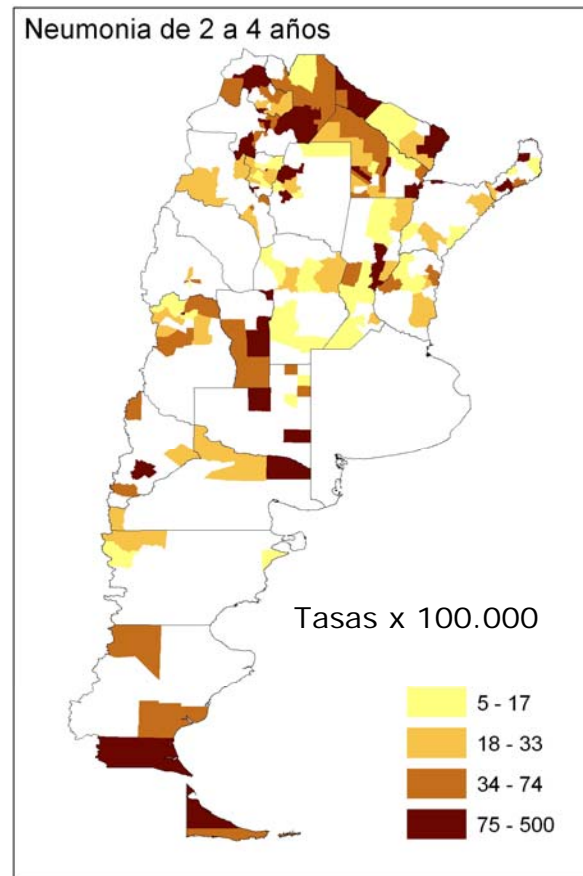 Neumonia de 2 a 4 años
Tasas x 100.000
5 - 17
18 - 33
34 - 74
75 - 500